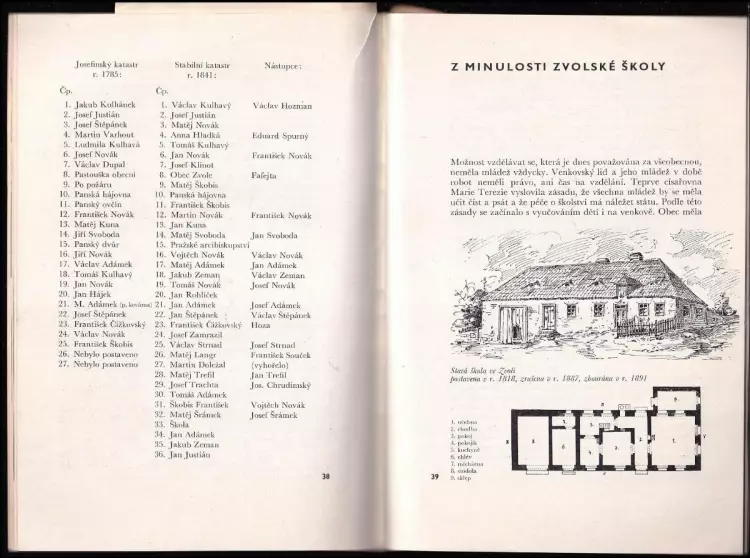 Josefinský katastr
r. 1785:
Čp.
1. Jakub Kulhánek
2. Josef Justián
3. Josef Štěpánek
4. Martin Varhout
5. Ludmila Kulhavá
6. Josef Novák
7. Václav Dupal
8. Pastouška obecní
9. Po požáru
10. Panská hájovna
11. Panský ovčín
12. František Novák
13. Matěj Kuna
14. Jiří Svoboda
15. Panský dvůr
16. Jiří Novák
17. Václav Adámek
18. Tomáš Kulhavý
19. Jan Novák
20. Jan Hájek
21. M. Adámek (p. kovárna)
22. Josef Štěpánek
23. František Čížkovský
24. Václav Novák
25. František Škobis
26. Nebylo postaveno
27. Nebylo postaveno
Stabilní katastr
r. 1841:
Čp.
1. Václav Kulhavý
2. Josef Justián
3. Matěj Novák
4. Anna Hladká
5. Tomáš Kulhavý
6. Jan Novák
7. Josef Klinot
8. Obec Zvole
9. Matěj Škobis
10. Panská hájovna
11. František Škobis
12. Martin Novák
13. Jan Kuna
14. Matěj Svoboda
15. Pražské arcibiskupství
16. Vojtěch Novák
17. Matěj Adámek
18. Jakub Zeman
19. Tomáš Novák
20. Jan Rohlíček
21. Jan Adámek
22. Jan Štěpánek
23. František Čížkovský
24. Josef Zamrazil
25. Václav Strnad
26. Matěj Langr
27. Martin Doležal
28. Matěj Trefil
29. Josef Trachta
30. Tomáš Adámek
31. Škobis František
32. Matěj Šrámek
33. Škola
34. Jan Adámek
35. Jakub Zeman
36. Jan Justián
Nástupce:
Václav Hozman
Eduard Spurný
František Novák
Fafejta
František Novák
Jan Svoboda
Václav Novák
Jan Adámek
Václav Zeman
Josef Novák
Josef Adámek
Václav Štěpánek
Hoza
Josef Strnad
František Souček
(vyhořelo)
Jan Trefil
Jos. Chrudimský
Vojtěch Novák
Josef Šrámek
38
Z MINULOSTI ZVOLSKÉ ŠKOLY
Možnost vzdělávat se, která je dnes považována za všeobecnou,
neměla mládež vždycky. Venkovský lid a jeho mládež v době
robot neměli právo, ani čas na vzdělání. Teprve císařovna
Marie Terezie vyslovila zásadu, že všechna mládež by se měla
učit číst a psát a že péče o školství má náležet státu. Podle této
zásady se začínalo s vyučováním dětí i na venkově. Obec měla
Stará škola ve Zvoli
postavena v r. 1818, zrušena v r. 1887, zbourána v r. 1891
1. učebna
2. chodba
3. pokoj
4. pokojík
5. kuchyně
6. chlév
7. míchárna
8. stodola
9. sklep
39